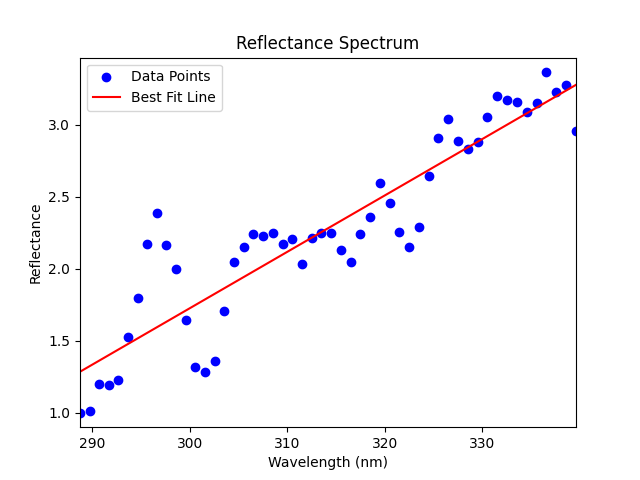 Reflectance Spectrum
Data Points
Best Fit Line
Reflectance
3.0
2.5
2.0
1.5
1.0
290 300 310 320 330
Wavelength (nm)